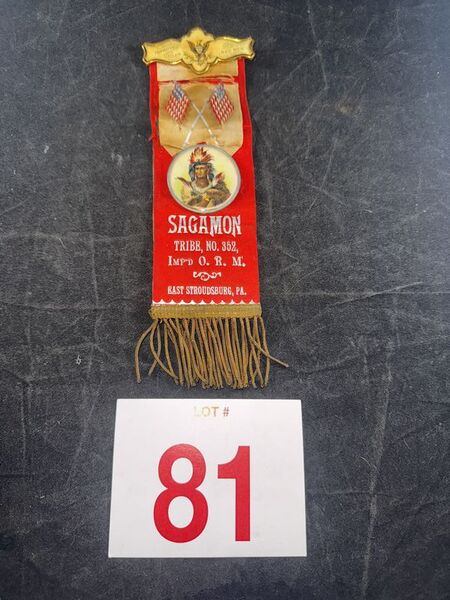 SAGAMON
TRIBE, NO. 352,
IMP'D O. R. M.
EAST STROUDSBURG, PA.
LOT #
81